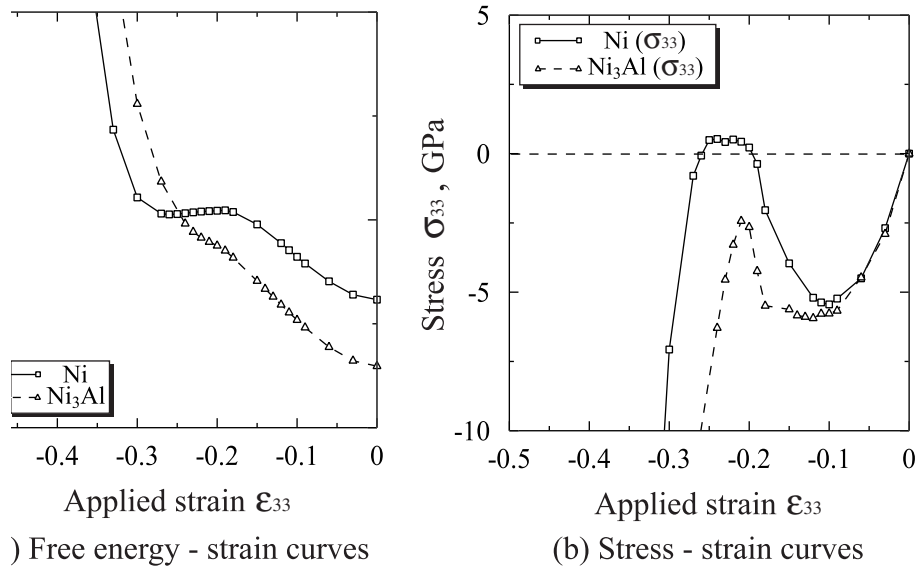 Ni
Ni₃Al
-0.4 -0.3 -0.2 -0.1 0
Applied strain ε₃₃
) Free energy - strain curves
5
0
-5
-10
Stress σ₃₃ , GPa
Ni (σ₃₃)
Ni₃Al (σ₃₃)
-0.5 -0.4 -0.3 -0.2 -0.1 0
Applied strain ε₃₃
(b) Stress - strain curves